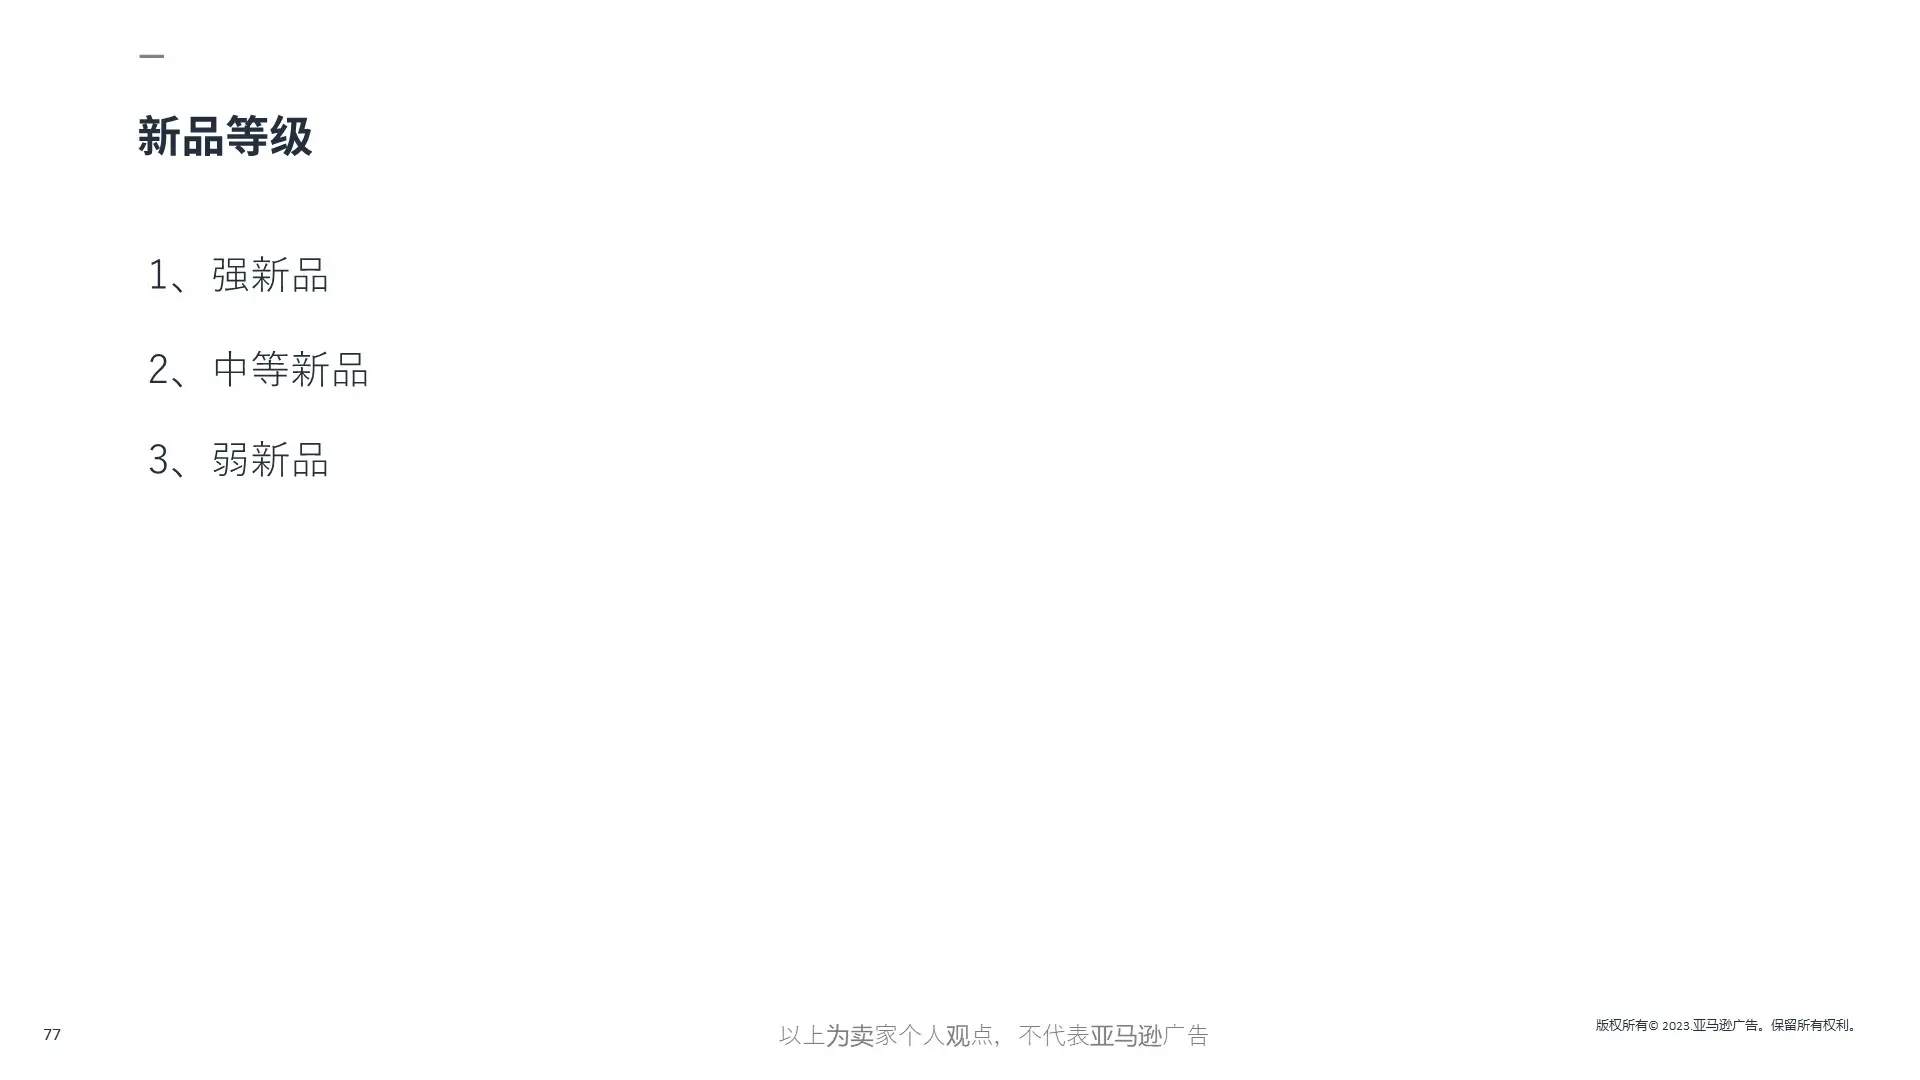 新品等级
1、强新品
2、中等新品
3、弱新品
77
以上为卖家个人观点，不代表亚马逊广告
版权所有© 2023.亚马逊广告。保留所有权利。